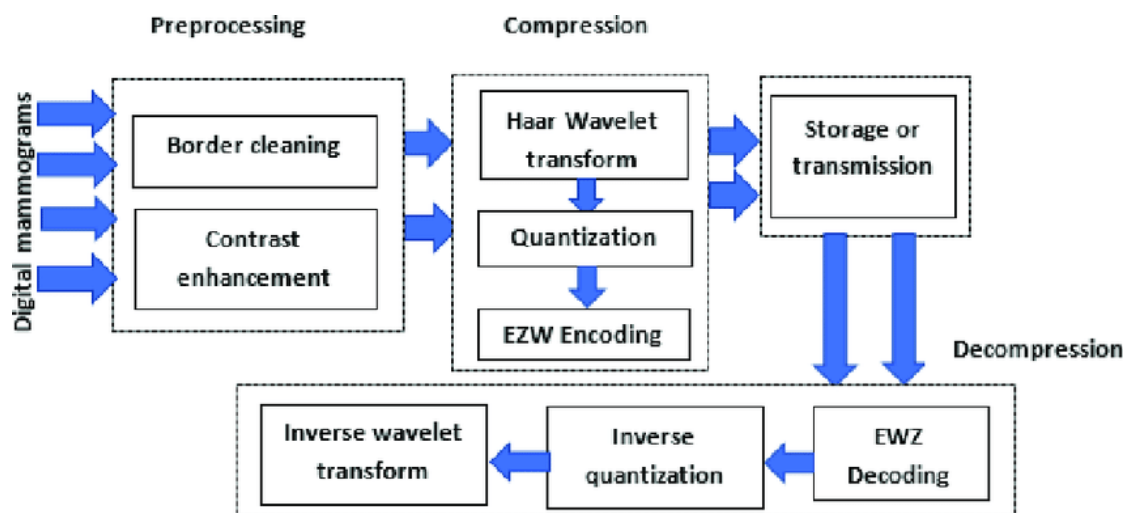 Preprocessing
Compression
Digital mammograms
Border cleaning
Contrast
enhancement
Haar Wavelet
transform
Quantization
EZW Encoding
Storage or
transmission
Decompression
EWZ
Decoding
Inverse
quantization
Inverse wavelet
transform